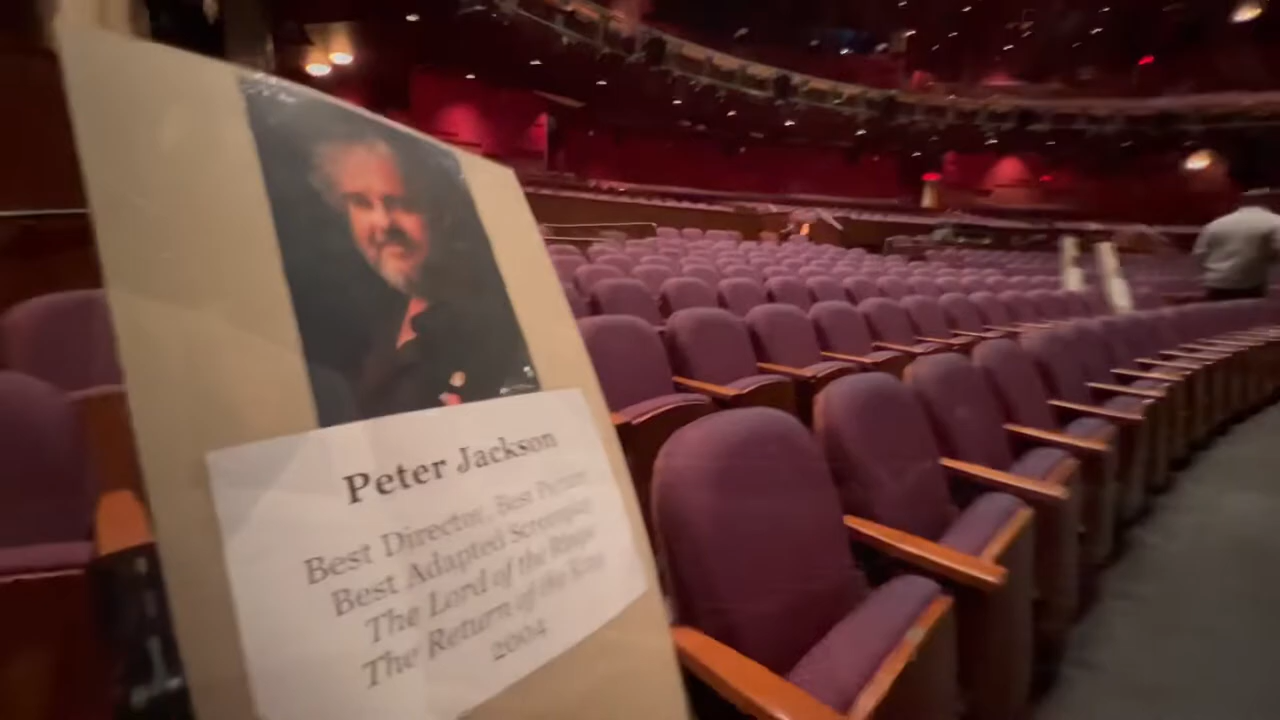 Peter Jackson
Best Director, Best Picture
Best Adapted Screenplay
The Lord of the Rings
The Return of the King
2004